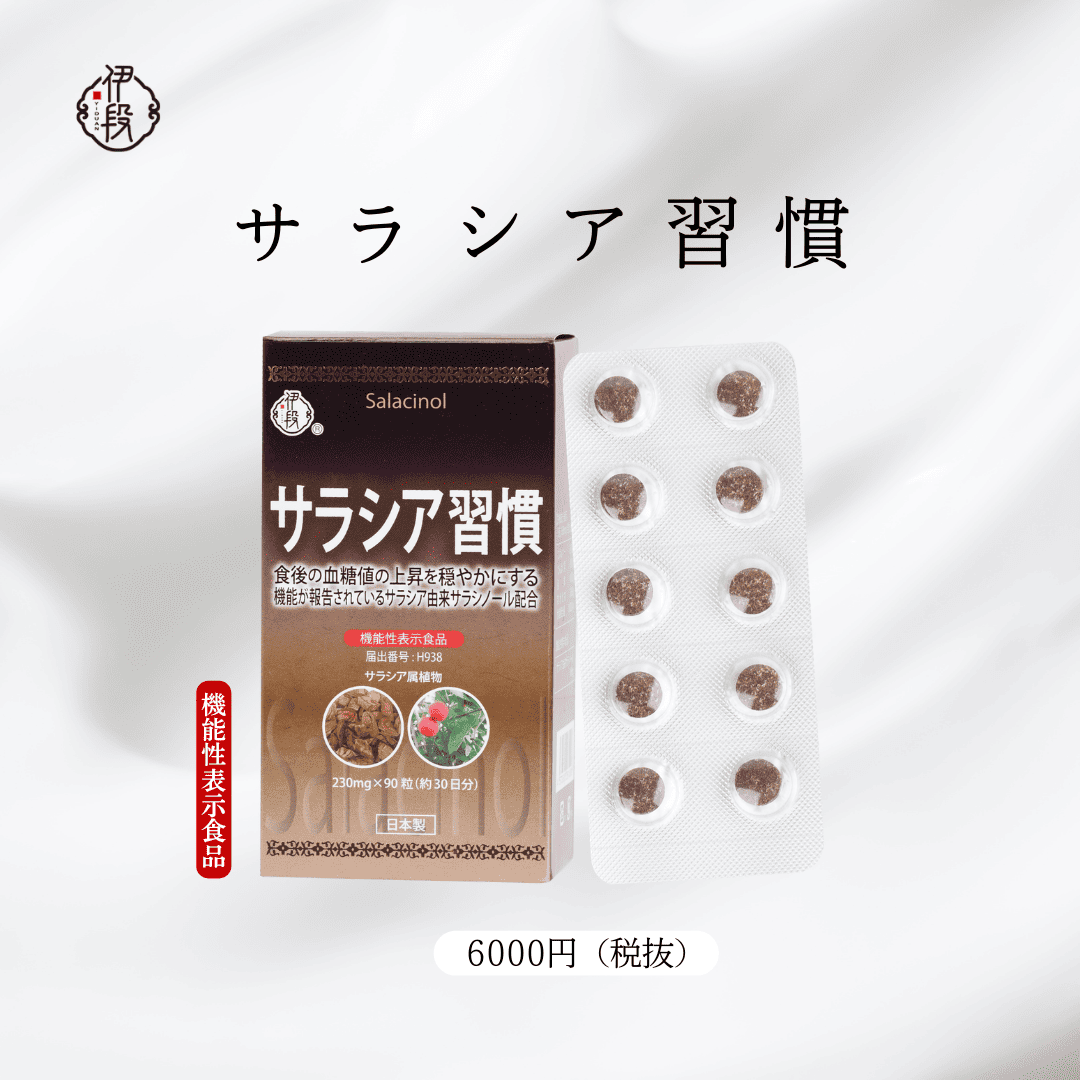 伊段
YIDUAN
サラシア習慣
Salacinol
伊段
®
サラシア習慣
食後の血糖値の上昇を穏やかにする
機能が報告されているサラシア由来サラシノール配合
機能性表示食品
届出番号:H938
サラシア属植物
Salacinol
230mg×90粒(約30日分)
日本製
機能性表示食品
6000円(税抜)